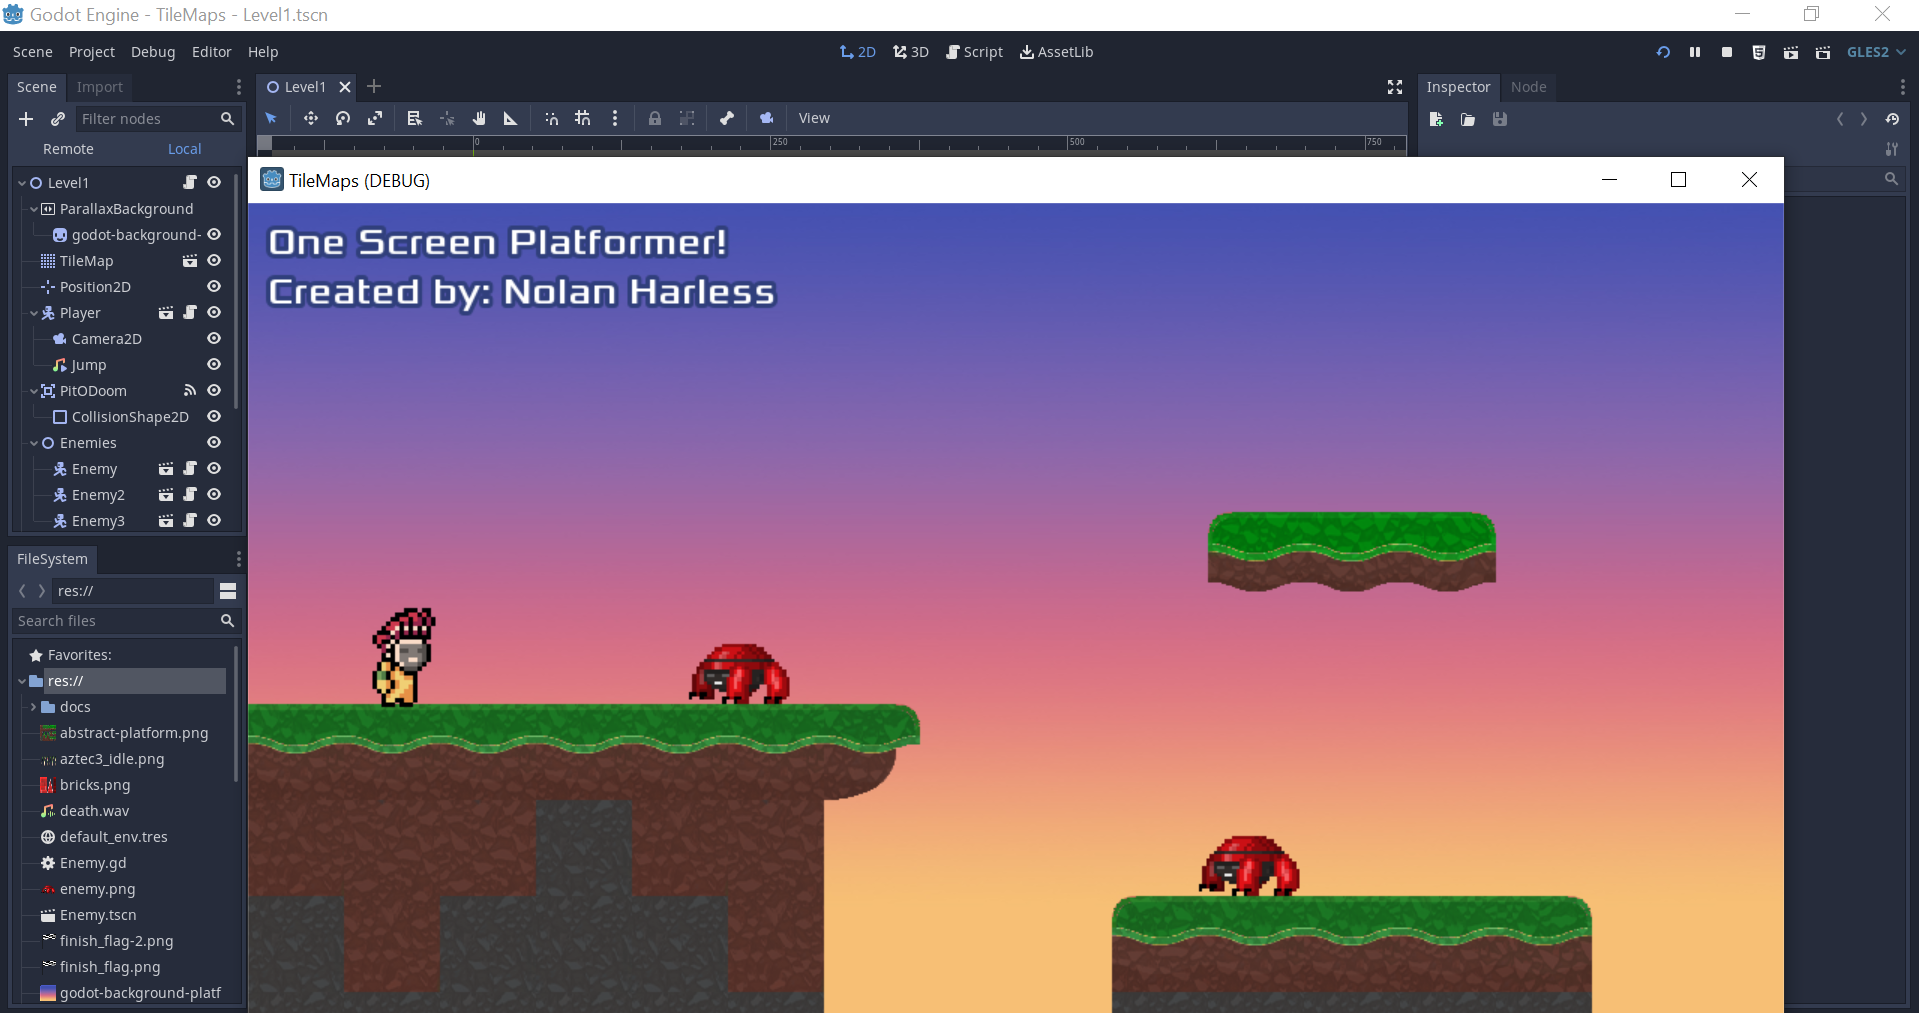 Godot Engine - TileMaps - Level1.tscn
Scene Project Debug Editor Help
2D 3D Script AssetLib
GLES2
Scene Import
Level1
Inspector Node
Filter nodes
View
Remote Local
0 250 500 750
Level1
ParallaxBackground
godot-background-
TileMap
Position2D
Player
Camera2D
Jump
PitODoom
CollisionShape2D
Enemies
Enemy
Enemy2
Enemy3
FileSystem
res://
Search files
Favorites:
res://
docs
abstract-platform.png
aztec3_idle.png
bricks.png
death.wav
default_env.tres
Enemy.gd
enemy.png
Enemy.tscn
finish_flag-2.png
finish_flag.png
godot-background-platf
TileMaps (DEBUG)
One Screen Platformer!
Created by: Nolan Harless